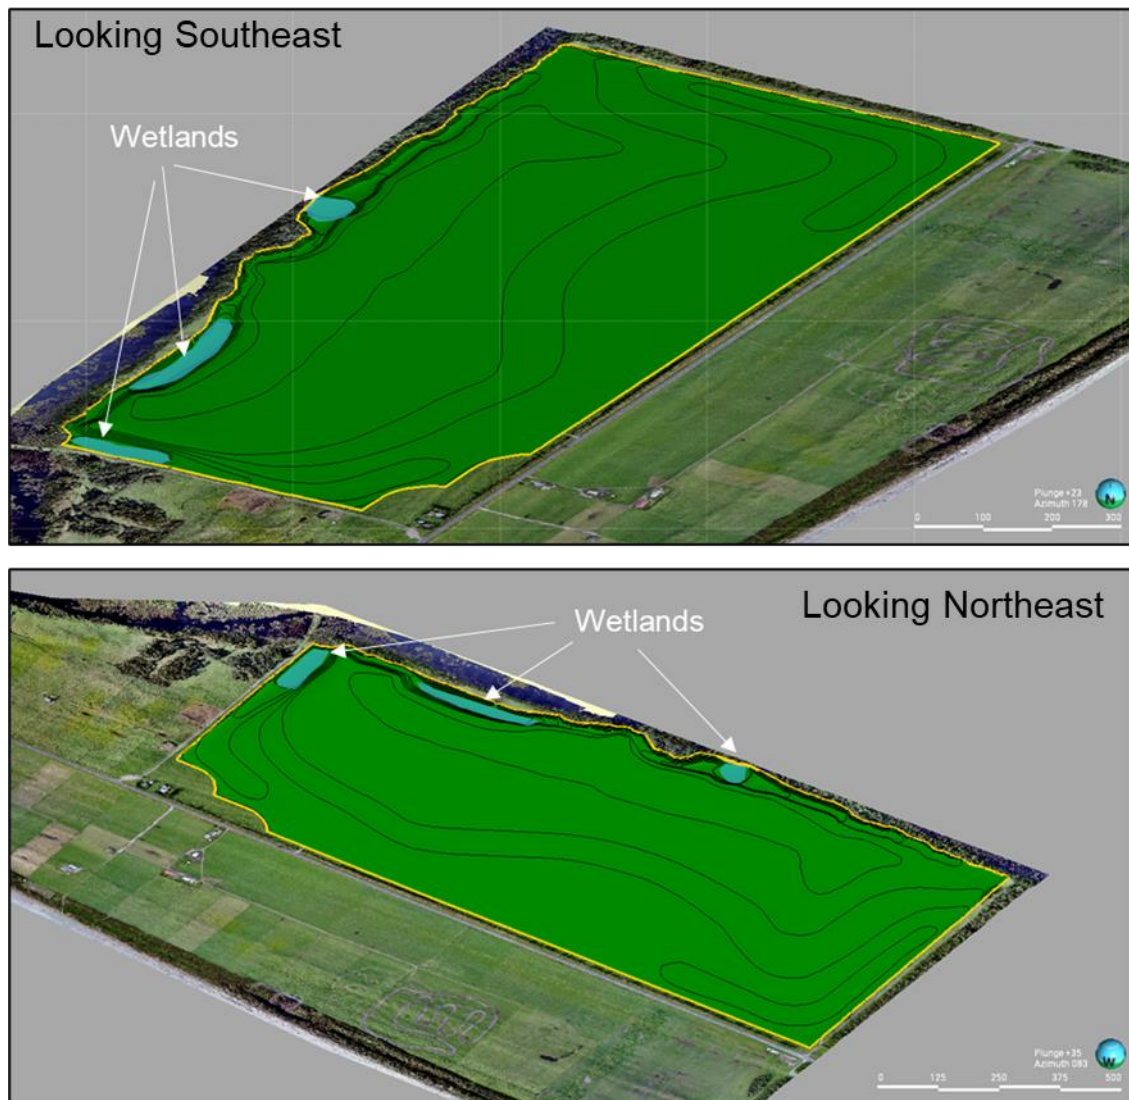 Looking Southeast
Wetlands
Plunge +23
Azimuth 178
N
0 100 200 300
Looking Northeast
Wetlands
Plunge +35
Azimuth 083
W
0 125 250 375 500